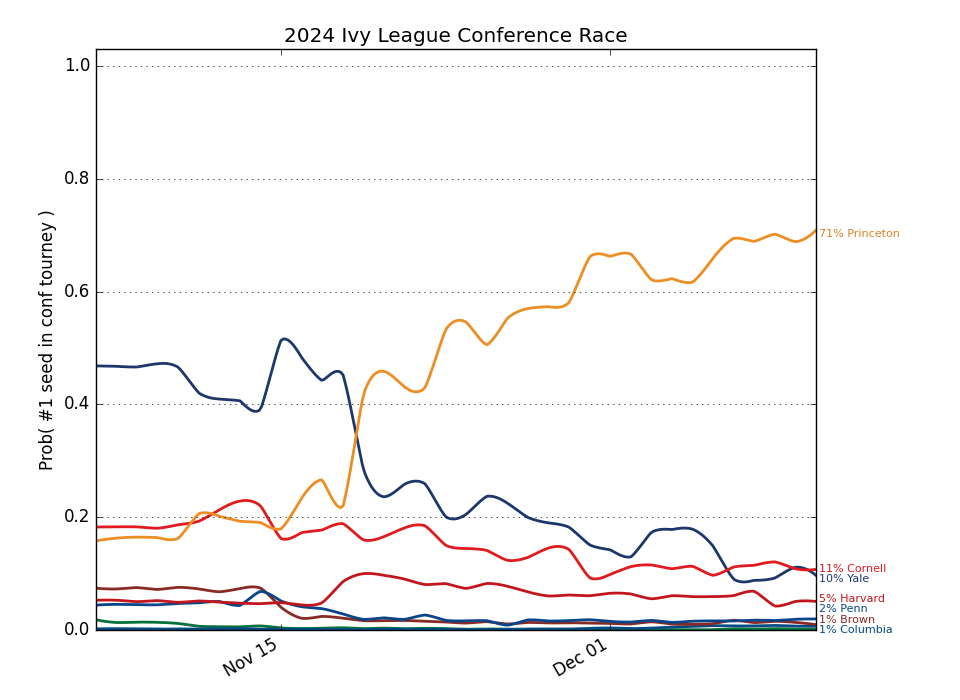 2024 Ivy League Conference Race
Prob( #1 seed in conf tourney )
1.0
0.8
0.6
0.4
0.2
0.0
Nov 15
Dec 01
71% Princeton
11% Cornell
10% Yale
5% Harvard
2% Penn
1% Brown
1% Columbia